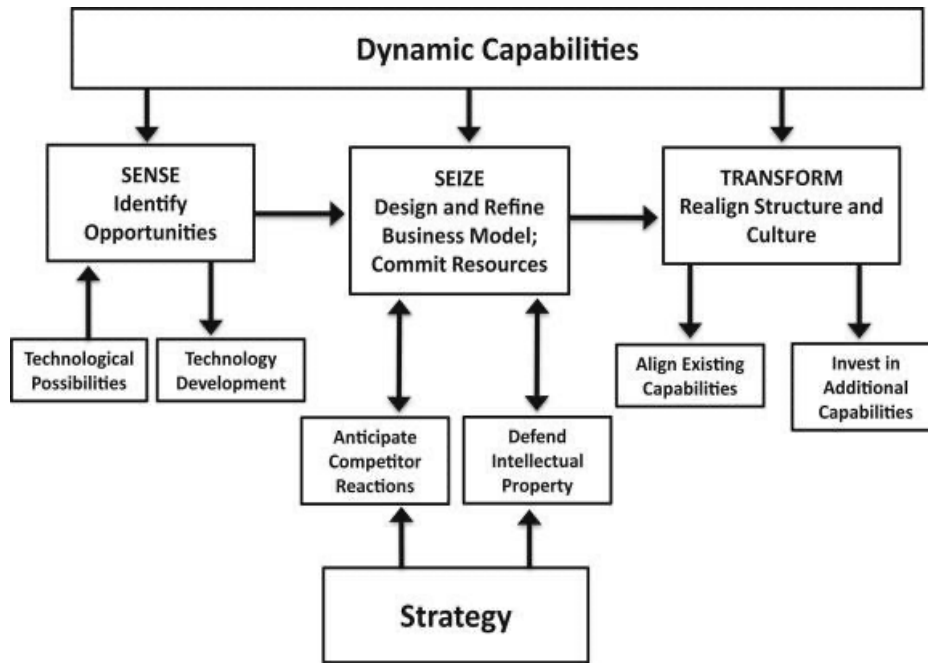 Dynamic Capabilities
SENSE
Identify
Opportunities
SEIZE
Design and Refine
Business Model;
Commit Resources
TRANSFORM
Realign Structure and
Culture
Technological
Possibilities
Technology
Development
Align Existing
Capabilities
Invest in
Additional
Capabilities
Anticipate
Competitor
Reactions
Defend
Intellectual
Property
Strategy